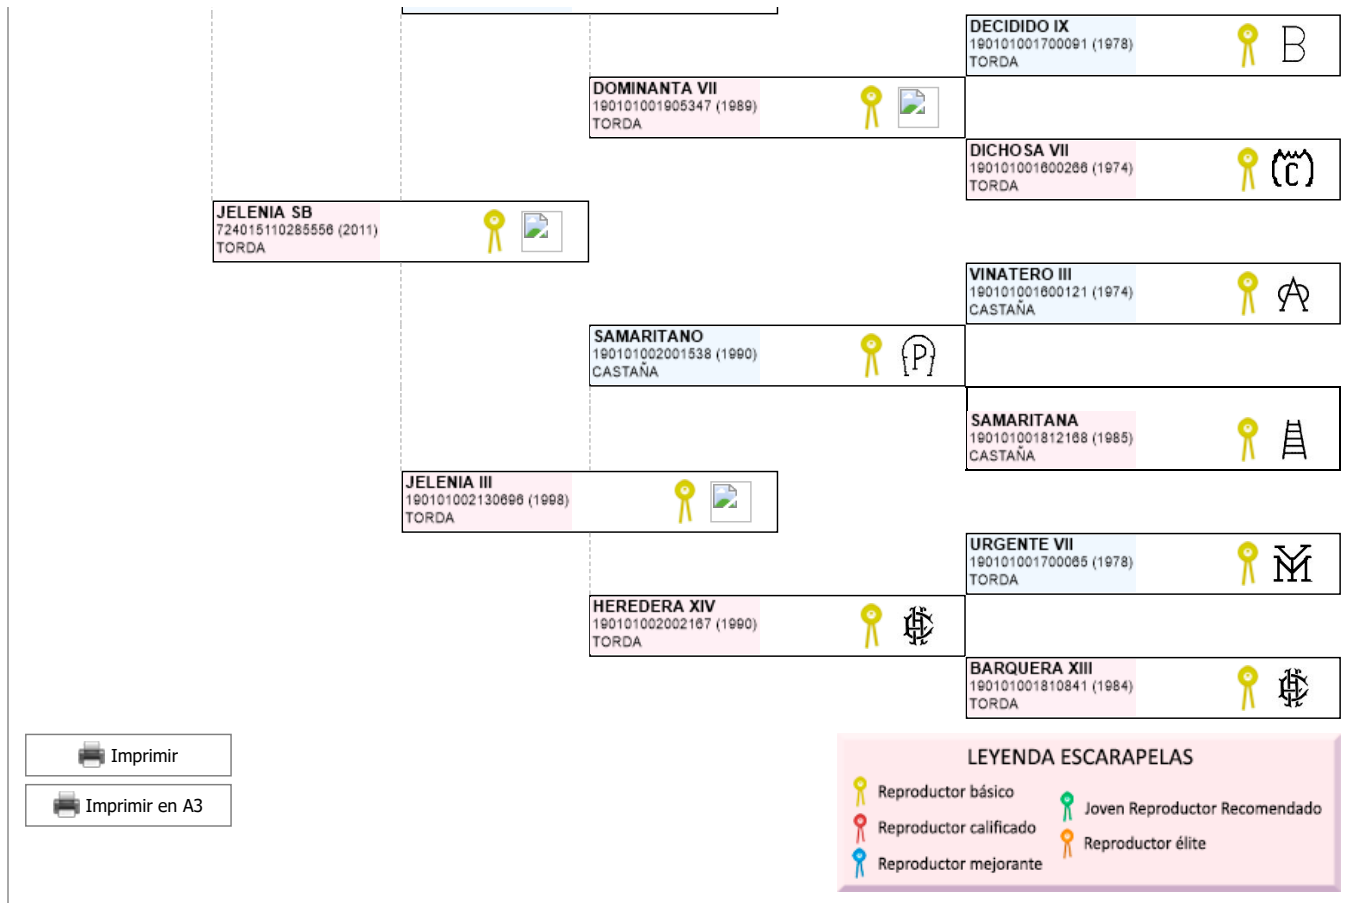 DECIDIDO IX
190101001700091 (1978)
TORDA
DOMINANTA VII
190101001905347 (1989)
TORDA
DICHOSA VII
190101001600266 (1974)
TORDA
JELENIA SB
724015110285556 (2011)
TORDA
VINATERO III
190101001600121 (1974)
CASTAÑA
SAMARITANO
190101002001538 (1990)
CASTAÑA
SAMARITANA
190101001812168 (1985)
CASTAÑA
JELENIA III
190101002130696 (1998)
TORDA
URGENTE VII
190101001700065 (1978)
TORDA
HEREDERA XIV
190101002002167 (1990)
TORDA
BARQUERA XIII
190101001810841 (1984)
TORDA
Imprimir
Imprimir en A3
LEYENDA ESCARAPELAS
Reproductor básico
Reproductor calificado
Reproductor mejorante
Joven Reproductor Recomendado
Reproductor élite